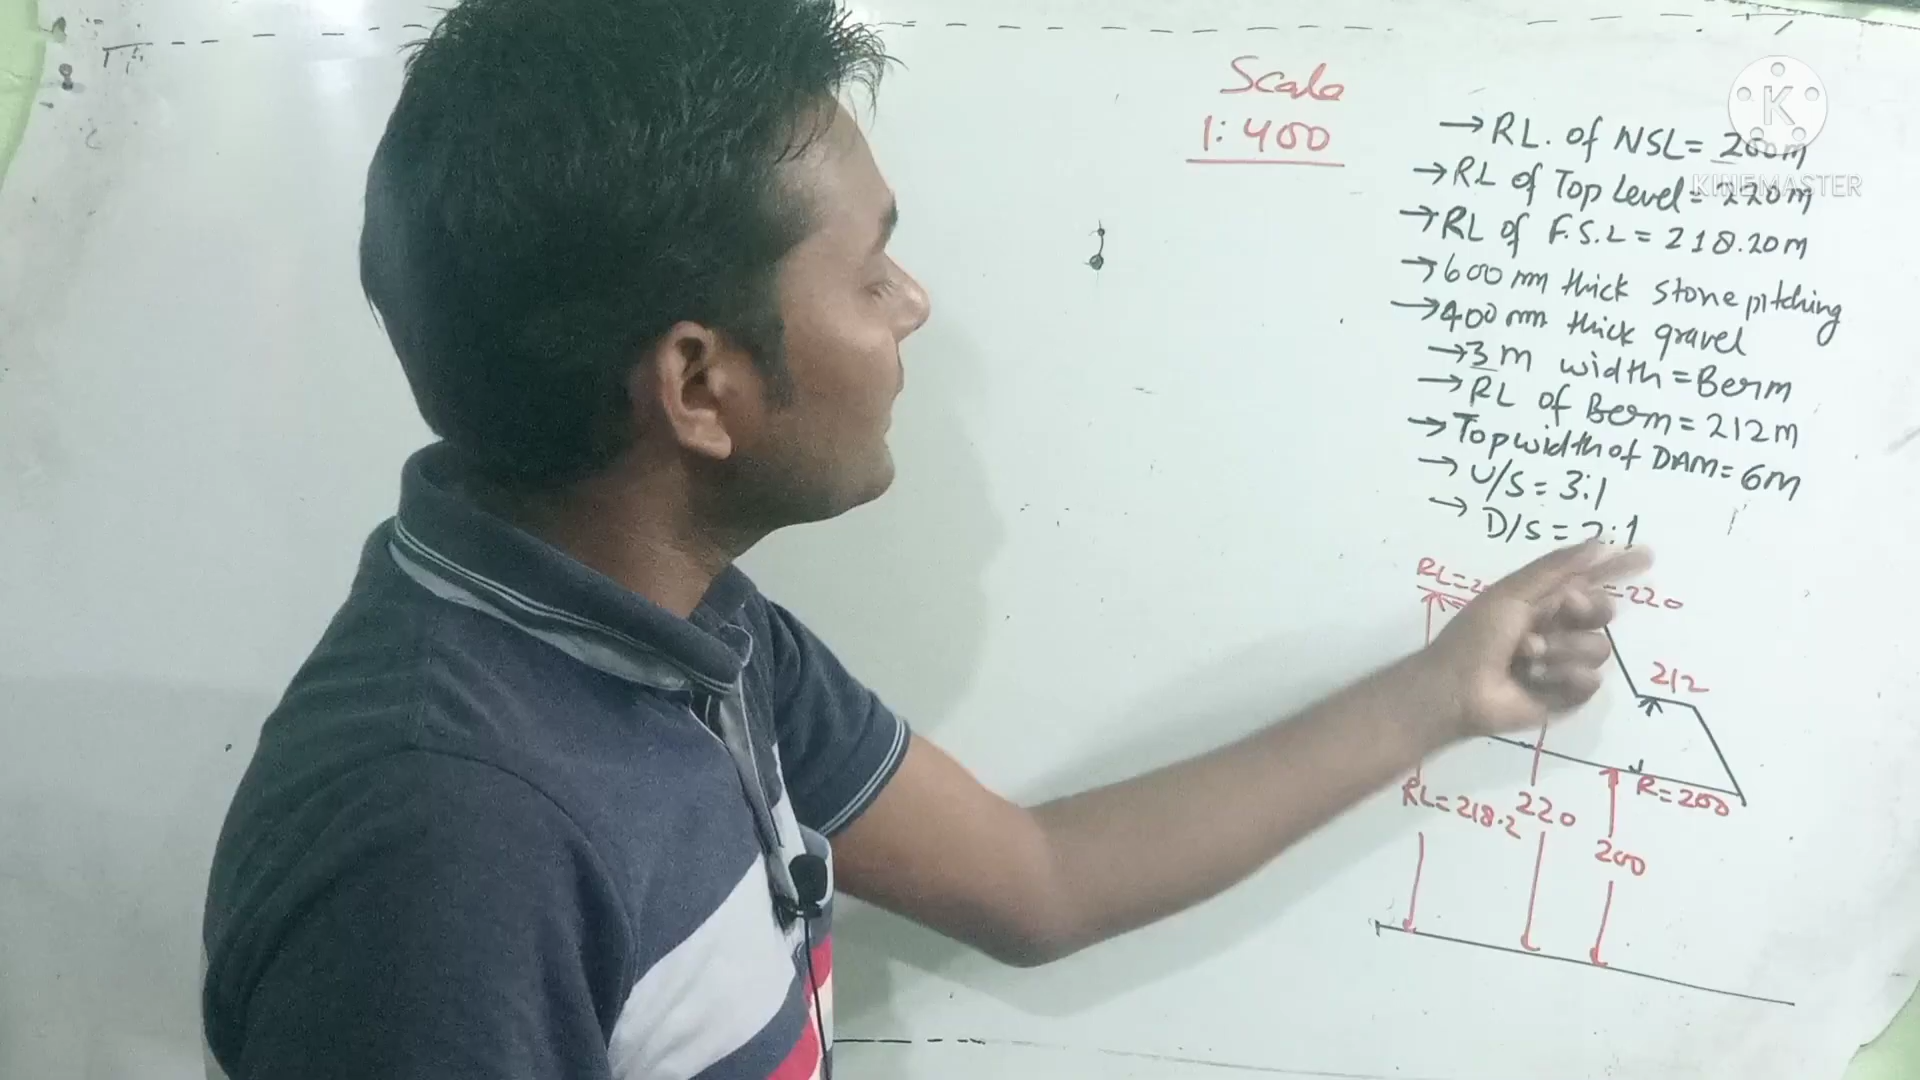 Scale
1:400
→RL. of NSL= 200m
→RL of Top Level= 220m
→RL of F.S.L = 218.20m
→600 mm thick stone pitching
→400 mm thick gravel
→3m width = Berm
→RL of Berm = 212m
→Top width of DAM= 6m
→ U/S = 3:1
→ D/S = 2:1
=220
212
R=200
RL=218.2
220
200
K
KINEMASTER